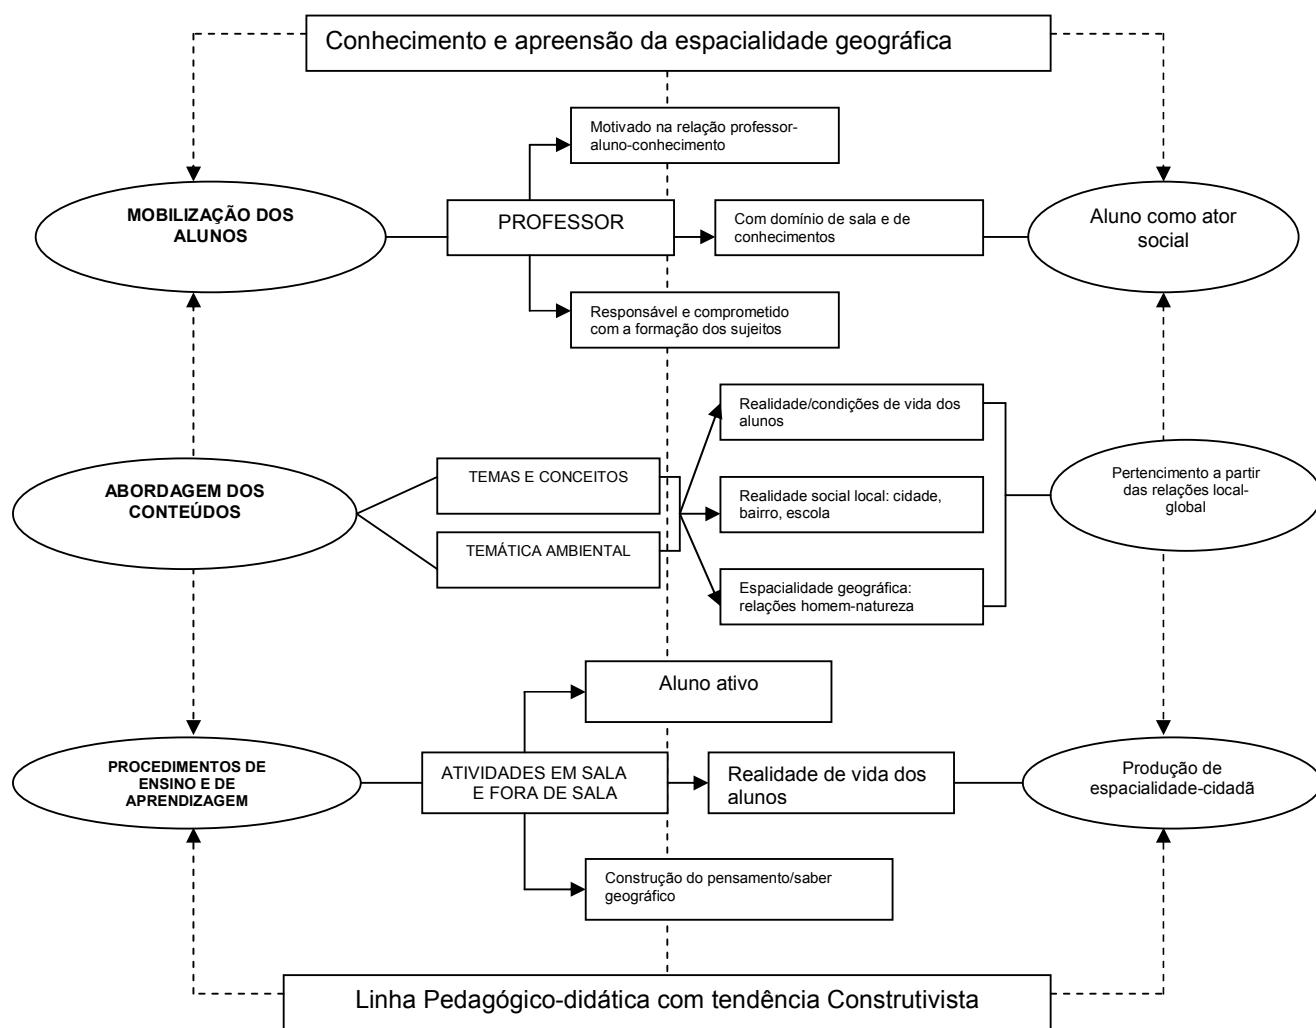 Conhecimento e apreensão da espacialidade geográfica
Motivado na relação professor-
aluno-conhecimento
MOBILIZAÇÃO DOS
ALUNOS
PROFESSOR
Com domínio de sala e de
conhecimentos
Aluno como ator
social
Responsável e comprometido
com a formação dos sujeitos
Realidade/condições de vida dos
alunos
ABORDAGEM DOS
CONTEÚDOS
TEMAS E CONCEITOS
TEMÁTICA AMBIENTAL
Realidade social local: cidade,
bairro, escola
Pertencimento a partir
das relações local-
global
Espacialidade geográfica:
relações homem-natureza
Aluno ativo
PROCEDIMENTOS DE
ENSINO E DE
APRENDIZAGEM
ATIVIDADES EM SALA
E FORA DE SALA
Realidade de vida dos
alunos
Produção de
espacialidade-cidadã
Construção do pensamento/saber
geográfico
Linha Pedagógico-didática com tendência Construtivista